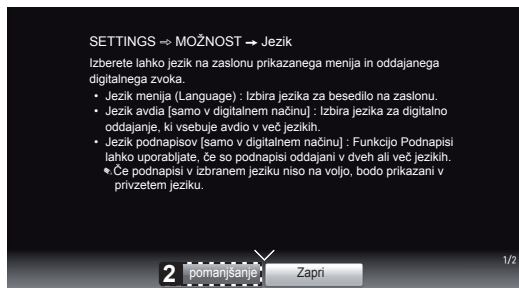 SETTINGS ⇨ MOŽNOST → Jezik
Izberete lahko jezik na zaslonu prikazanega menija in oddajanega
digitalnega zvoka.
• Jezik menija (Language) : Izbira jezika za besedilo na zaslonu.
• Jezik avdia [samo v digitalnem načinu] : Izbira jezika za digitalno
oddajanje, ki vsebuje avdio v več jezikih.
• Jezik podnapisov [samo v digitalnem načinu] : Funkcijo Podnapisi
lahko uporabljate, če so podnapisi oddajani v dveh ali več jezikih.
✎Če podnapisi v izbranem jeziku niso na voljo, bodo prikazani v
privzetem jeziku.
1/2
2 pomanjšanje Zapri